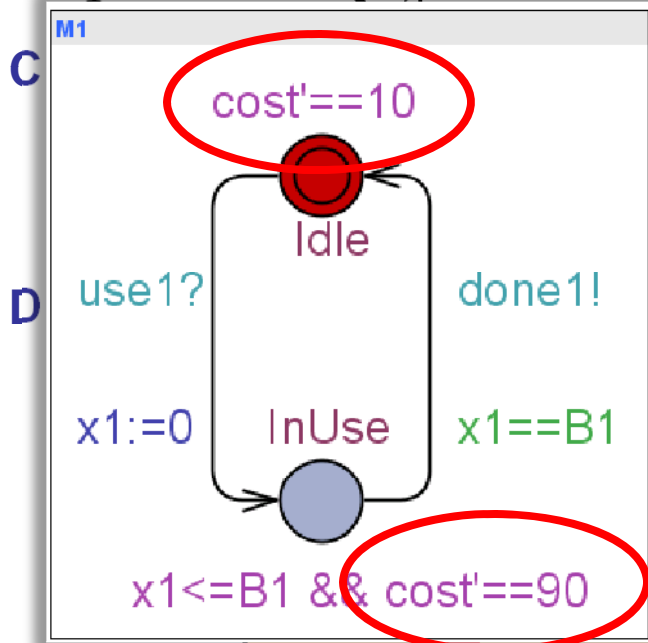 M1
C
cost'==10
Idle
use1?
done1!
D
x1:=0
InUse
x1==B1
x1<=B1 && cost'==90